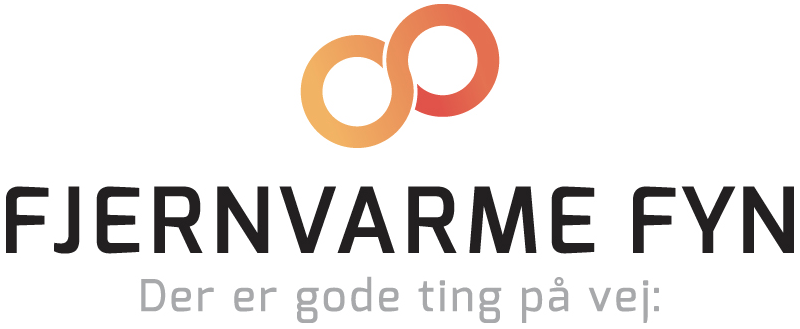 FJERNVARME FYN
Der er gode ting på vej: